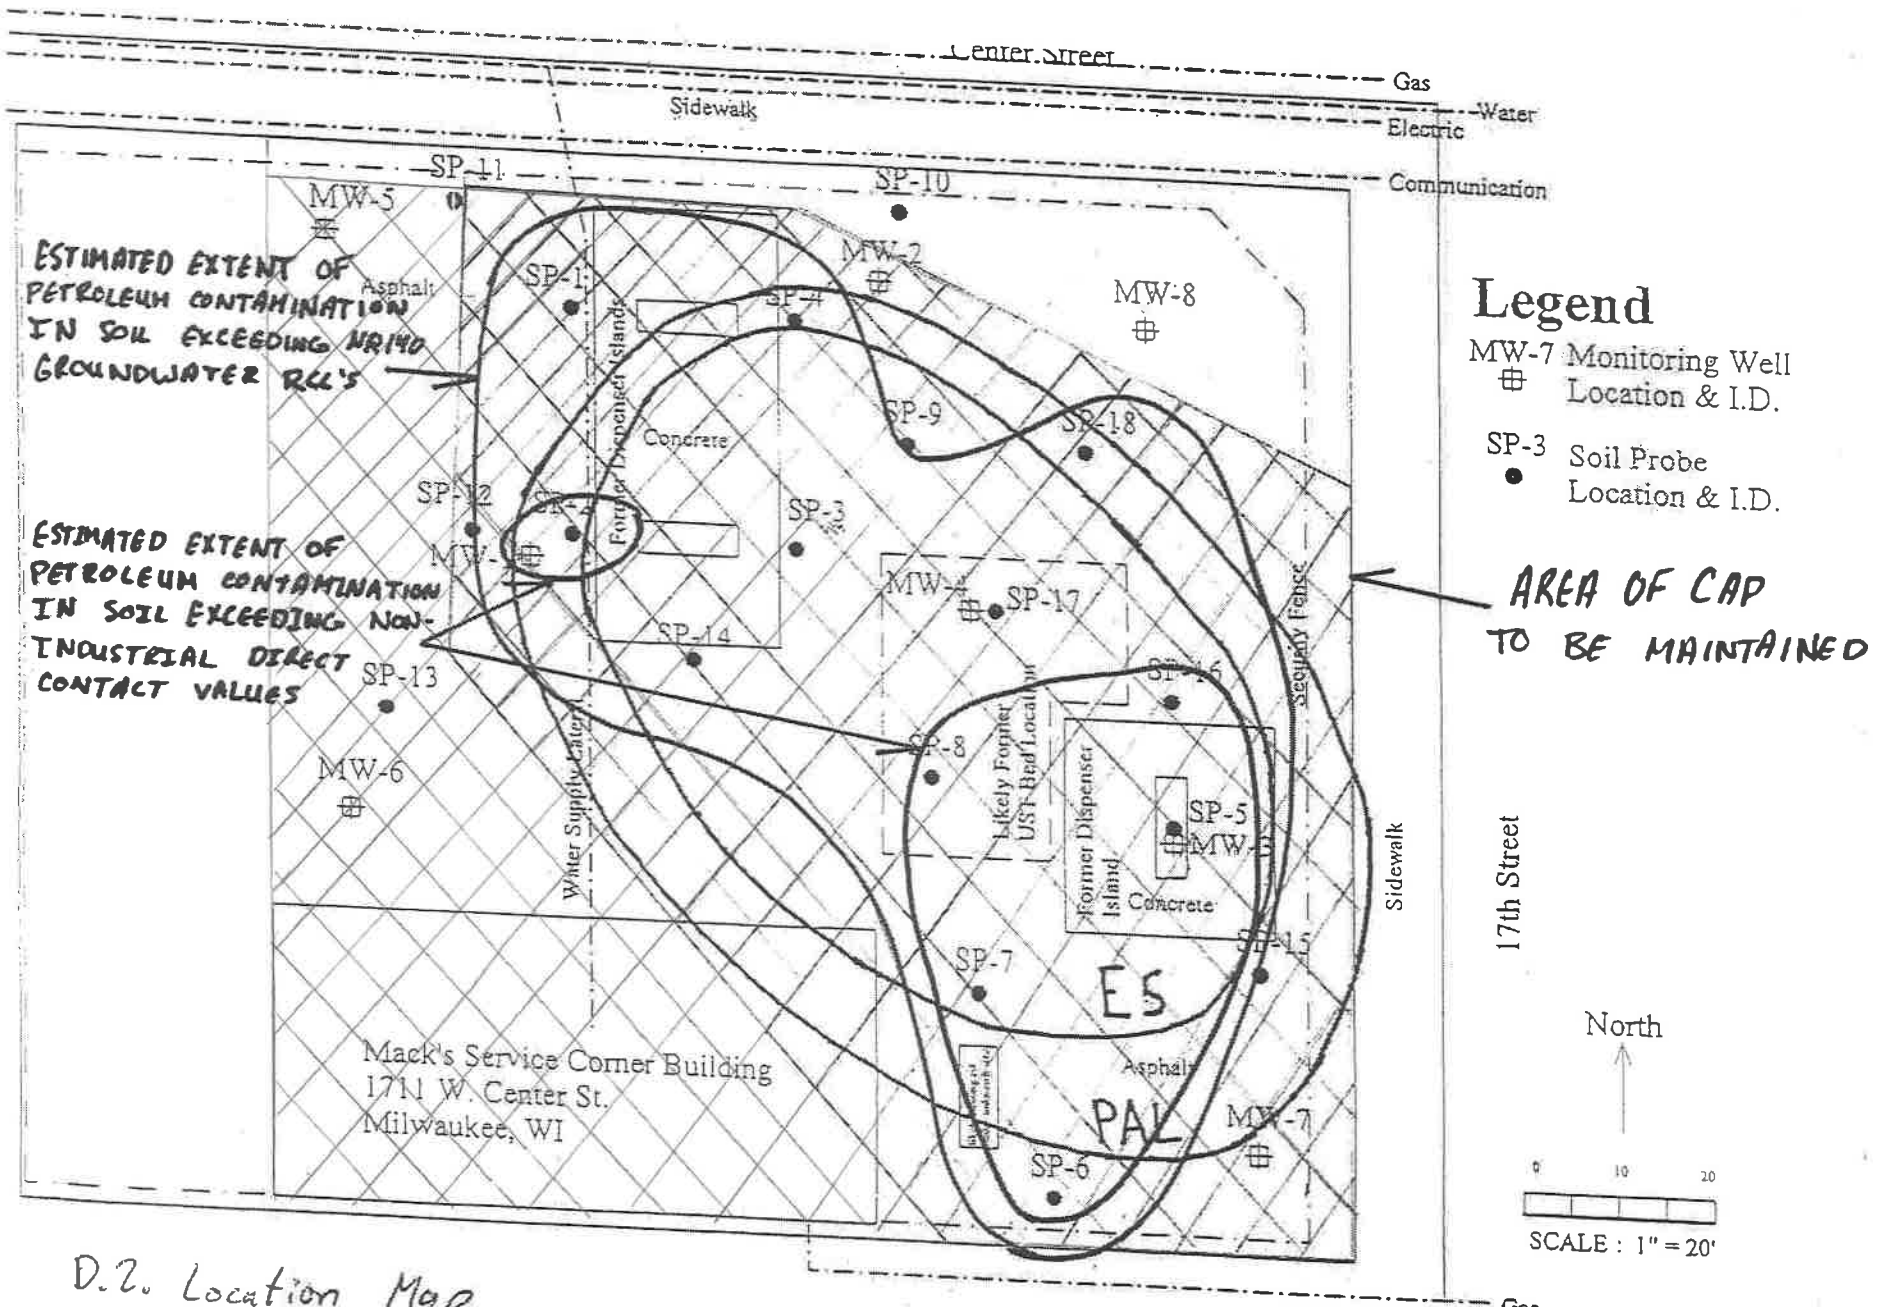 Center Street
Gas
Water
Sidewalk
Electric
Communication
SP-11
SP-10
MW-5
MW-2
MW-8
ESTIMATED EXTENT OF
PETROLEUM CONTAMINATION
IN SOIL EXCEEDING NR140
GROUNDWATER RCL'S
Asphalt
SP-1
SP-4
Former Dispenser Islands
Concrete
SP-9
SP-18
Legend
MW-7 Monitoring Well
Location & I.D.
SP-3 Soil Probe
Location & I.D.
SP-12
SP-2
SP-3
MW-
ESTIMATED EXTENT OF
PETROLEUM CONTAMINATION
IN SOIL EXCEEDING NON-
INDUSTRIAL DIRECT
CONTACT VALUES
MW-4
SP-17
Security Fence
AREA OF CAP
TO BE MAINTAINED
SP-14
SP-13
SP-16
SP-8
Likely Former
UST Bed Location
Former Dispenser
Island
Concrete
SP-5
MW-3
MW-6
Water Supply Lateral
Sidewalk
17th Street
SP-15
SP-7
ES
Asphalt
PAL
MW-7
SP-6
Mack's Service Corner Building
1711 W. Center St.
Milwaukee, WI
North
0 10 20
SCALE : 1" = 20'
D.2. Location Map
Gas